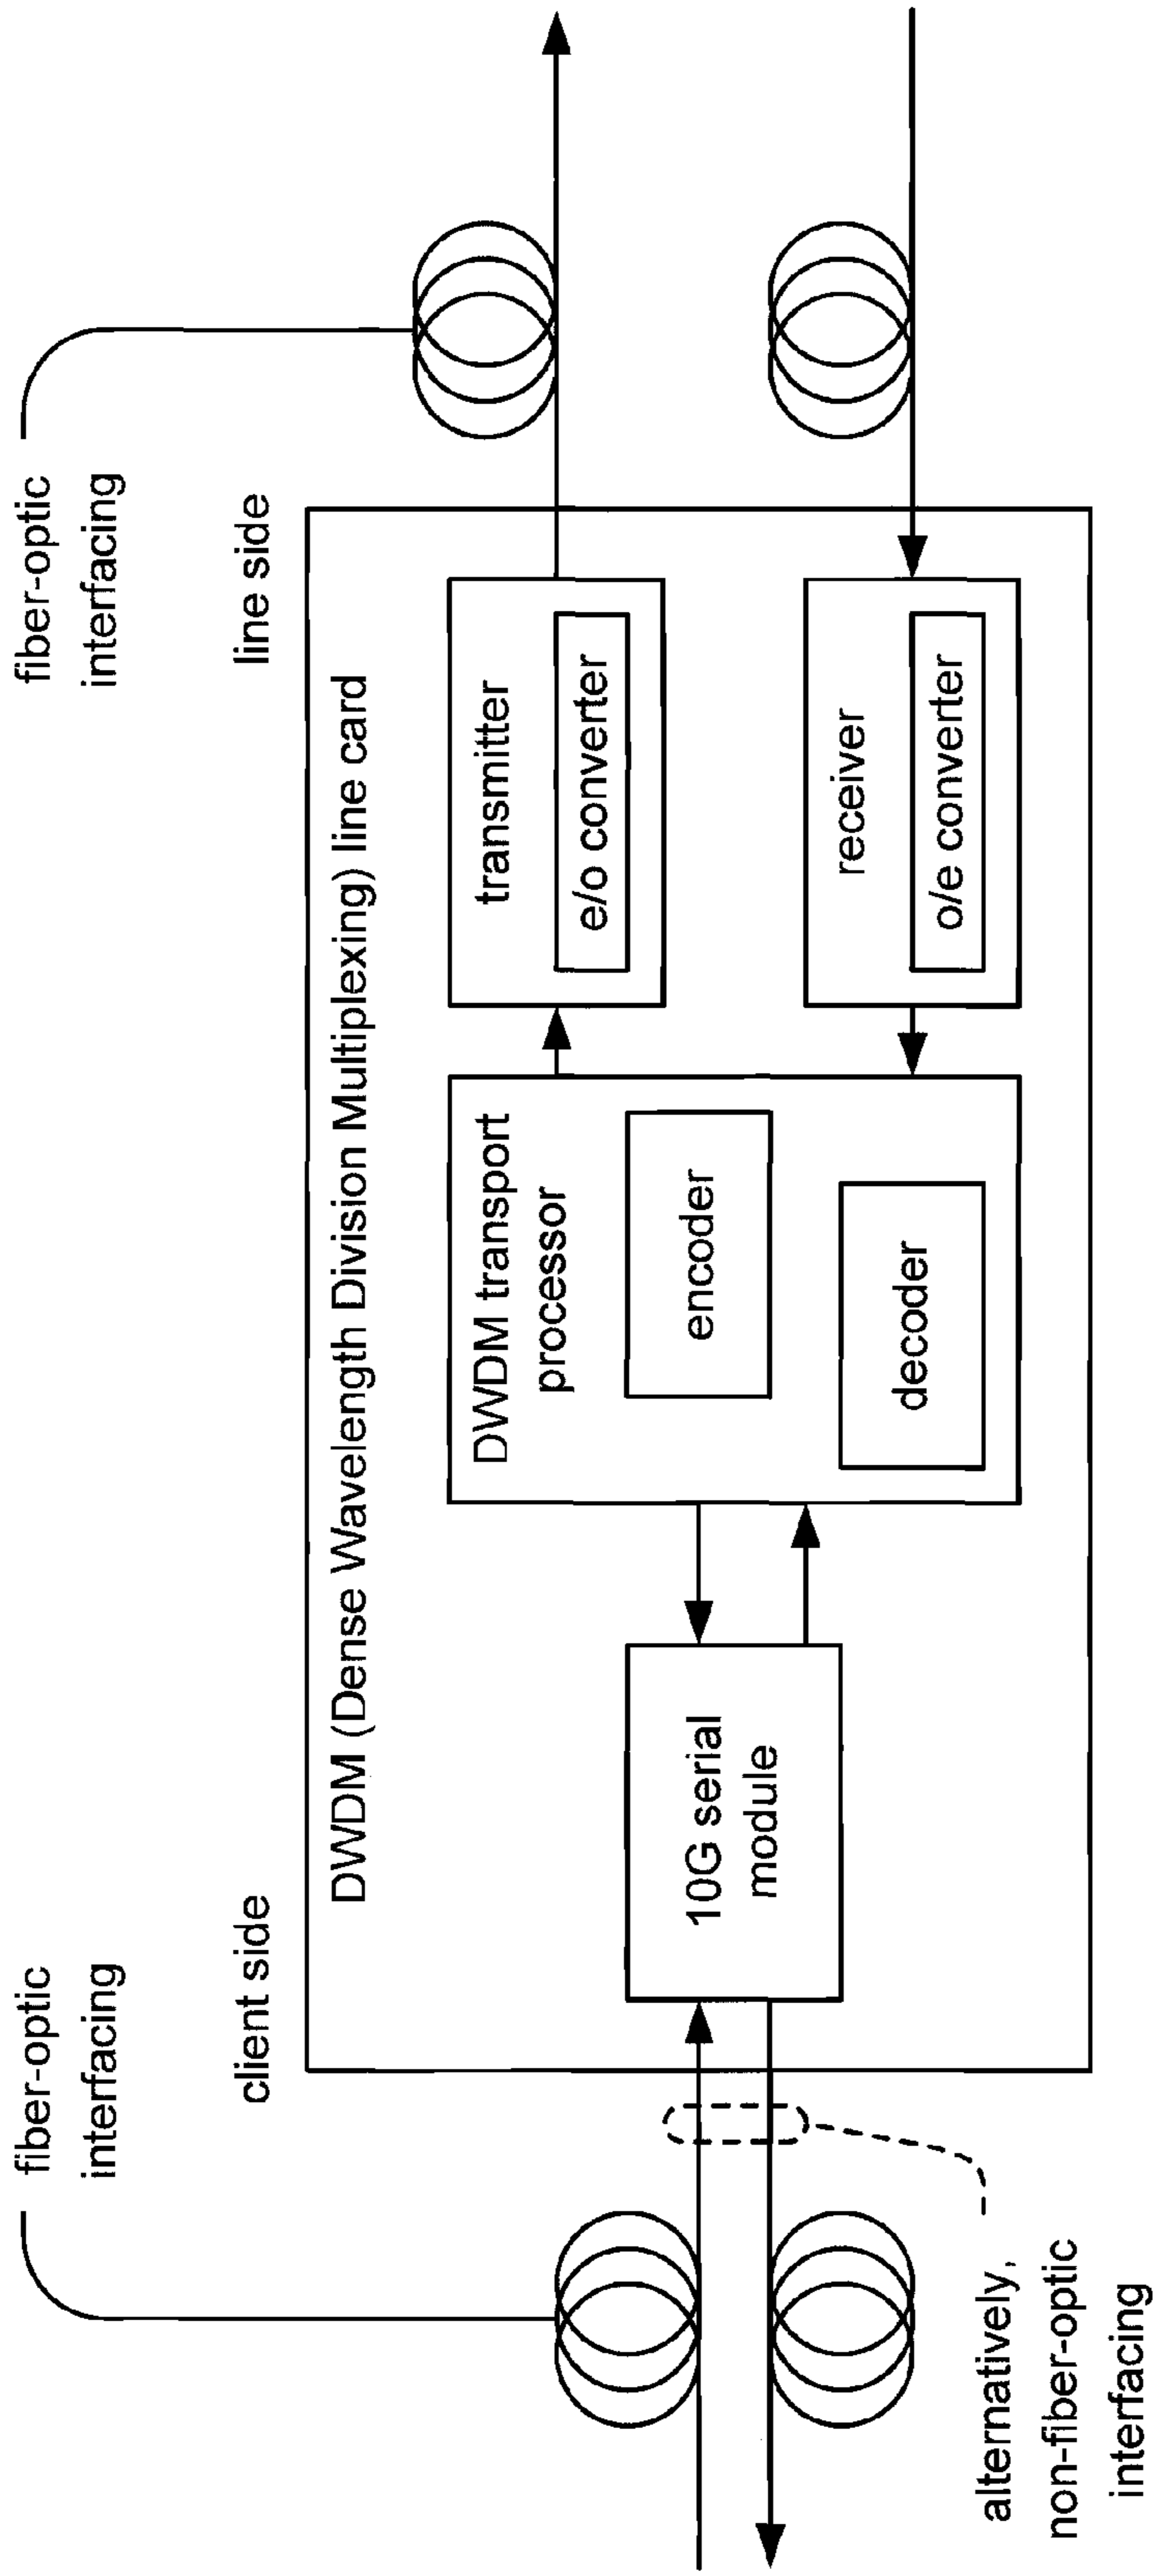 fiber-optic
interfacing
fiber-optic
interfacing
client side
line side
DWDM (Dense Wavelength Division Multiplexing) line card
10G serial
module
DWDM transport
processor
encoder
decoder
transmitter
e/o converter
receiver
o/e converter
alternatively,
non-fiber-optic
interfacing